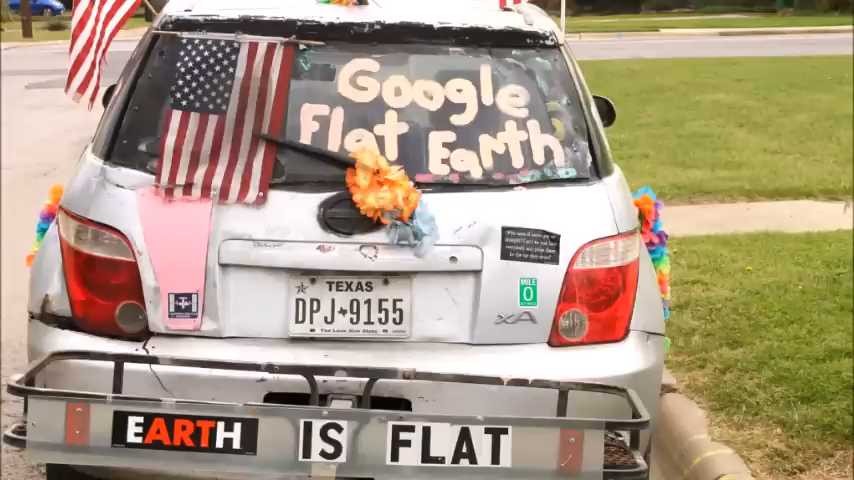 Google
Flat Earth
TEXAS
DPJ 9155
The Lone Star State
MILE
0
xA
EARTH IS FLAT